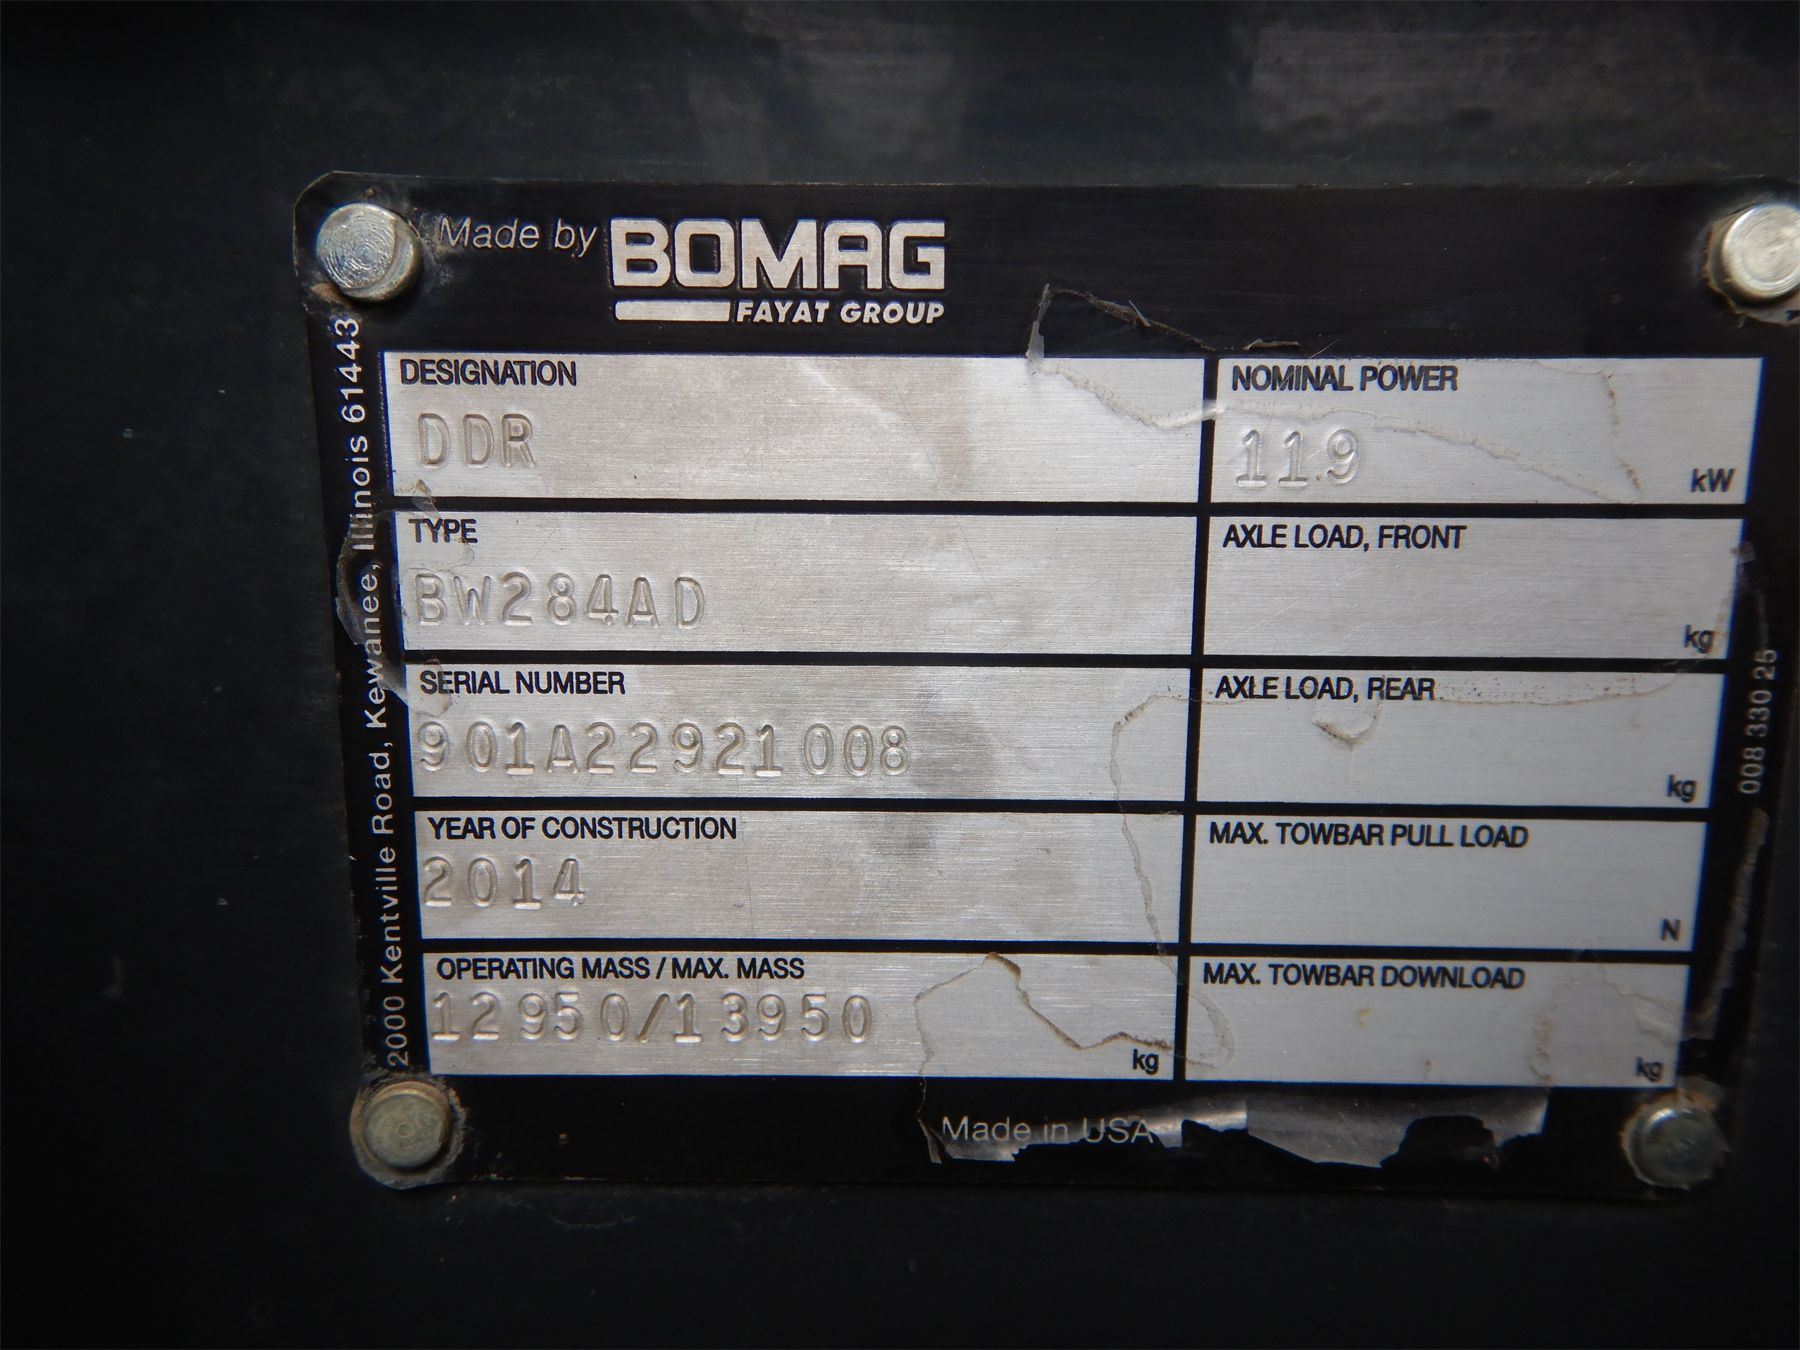 Made by BOMAG
FAYAT GROUP
DESIGNATION
DDR
NOMINAL POWER
119
kW
TYPE
BW284AD
AXLE LOAD, FRONT
kg
SERIAL NUMBER
901A22921008
AXLE LOAD, REAR
kg
YEAR OF CONSTRUCTION
2014
MAX. TOWBAR PULL LOAD
N
OPERATING MASS / MAX. MASS
12950/13950
kg
MAX. TOWBAR DOWNLOAD
kg
Made in USA
2000 Kentville Road, Kewanee, Illinois 61443
008 330 25